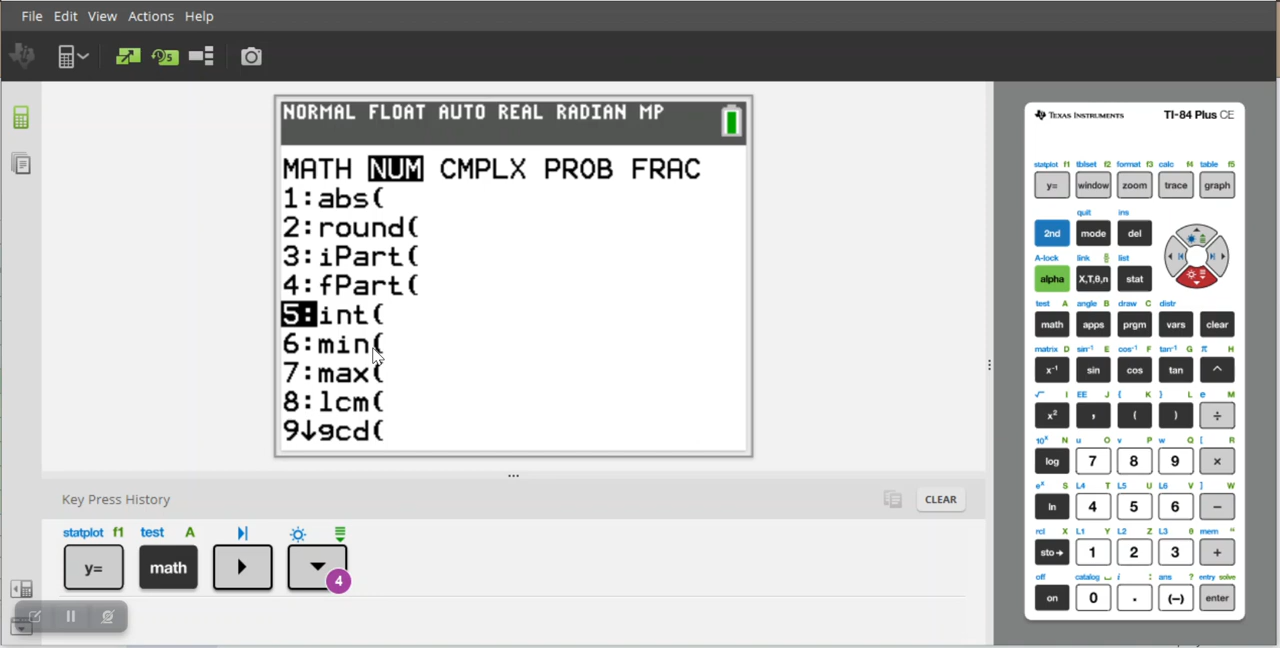 File Edit View Actions Help
NORMAL FLOAT AUTO REAL RADIAN MP
MATH NUM CMPLX PROB FRAC
1:abs(
2:round(
3:iPart(
4:fPart(
5:int(
6:min(
7:max(
8:lcm(
9↓gcd(
Key Press History
CLEAR
statplot f1 test A
y= math
4
TEXAS INSTRUMENTS TI-84 Plus CE
statplot f1 tblset f2 format f3 calc f4 table f5
y= window zoom trace graph
quit ins
2nd mode del
A-lock link list
alpha X,T,θ,n stat
test A angle B draw C distr
math apps prgm vars clear
matrix D sin⁻¹ E cos⁻¹ F tan⁻¹ G π H
x⁻¹ sin cos tan ^
√ I EE J { K } L e M
x² , ( ) ÷
10ˣ N u O v P w Q [ R
log 7 8 9 ×
eˣ S L4 T L5 U L6 V ] W
ln 4 5 6 −
rcl X L1 Y L2 Z L3 θ mem "
sto→ 1 2 3 +
off catalog i : ans ? entry solve
on 0 . (−) enter